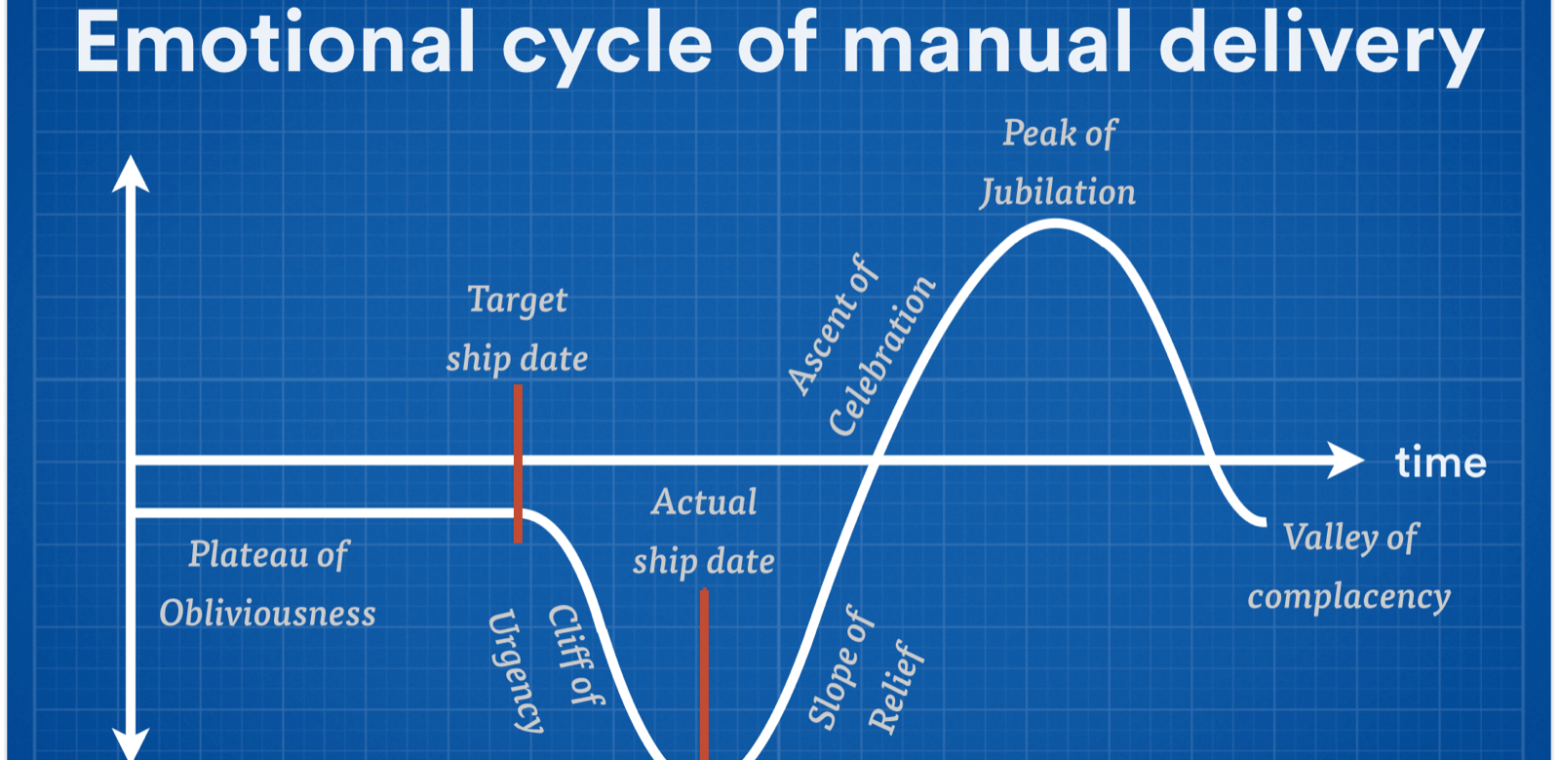 Emotional cycle of manual delivery
Peak of
Jubilation
Ascent of
Celebration
Target
ship date
time
Actual
ship date
Plateau of
Obliviousness
Valley of
complacency
Cliff of
Urgency
Slope of
Relief